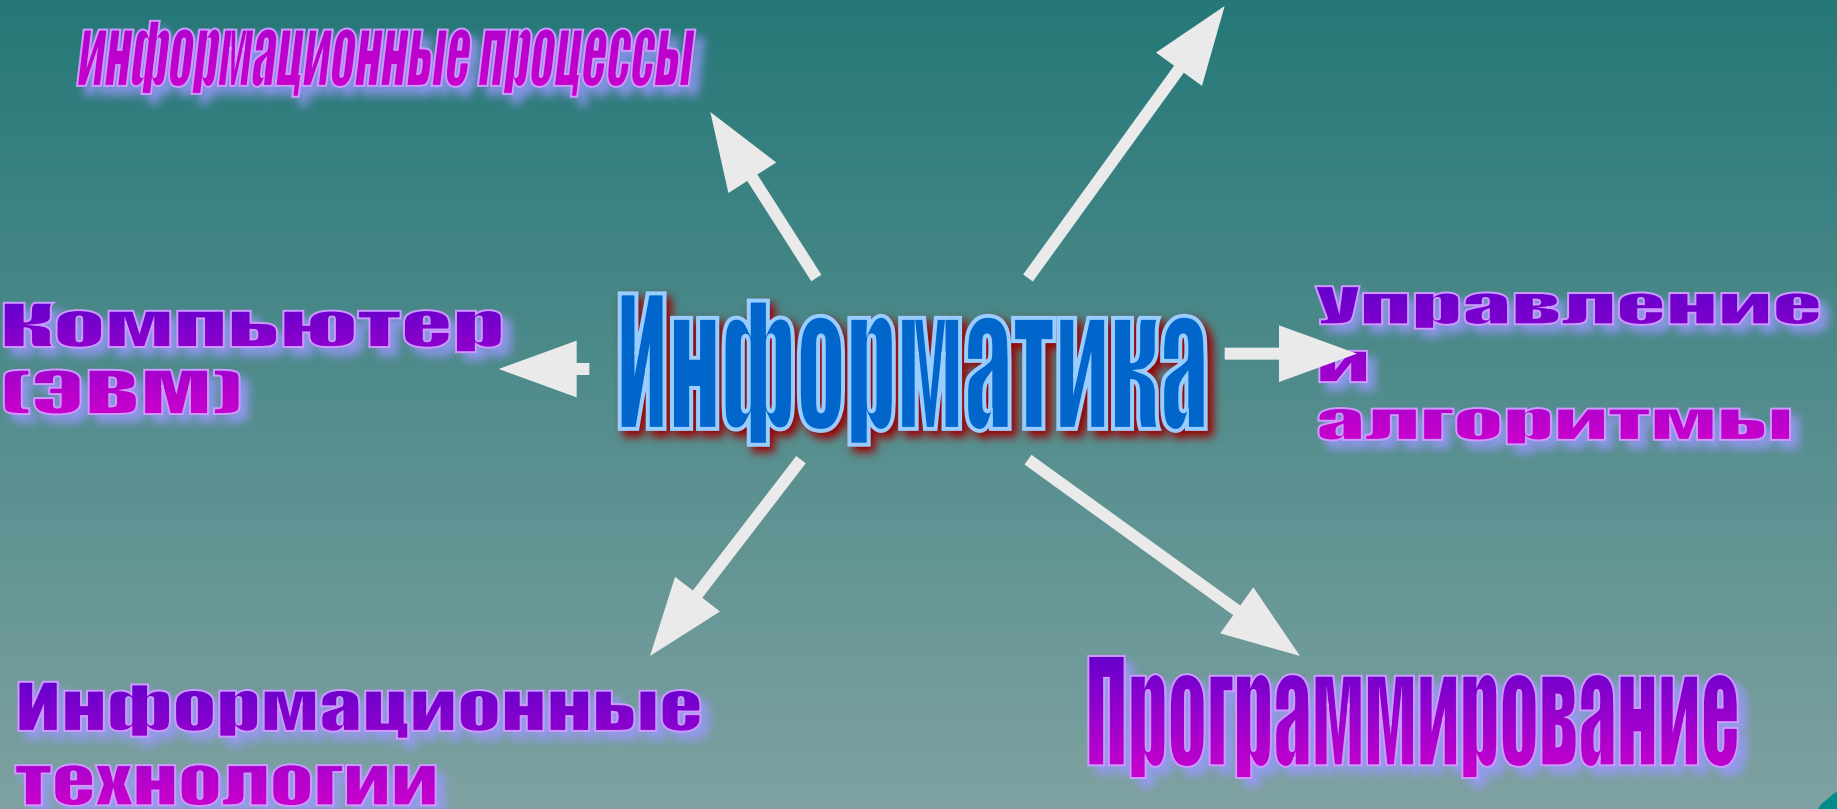 информационные процессы
Компьютер
(ЭВМ)
Информатика
Управление
и
алгоритмы
Информационные
технологии
Программирование